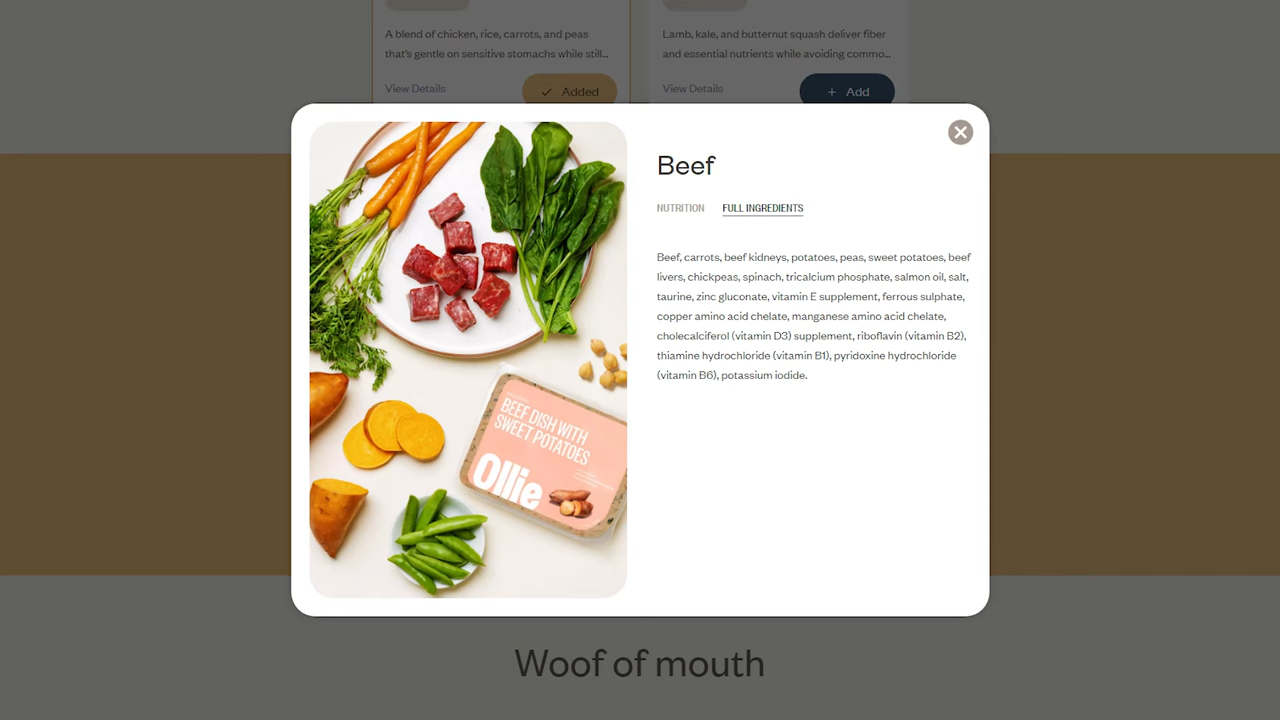 A blend of chicken, rice, carrots, and peas
that's gentle on sensitive stomachs while still...
View Details
Added
Lamb, kale, and butternut squash deliver fiber
and essential nutrients while avoiding commo...
View Details
Add
BEEF DISH WITH
SWEET POTATOES
Ollie
Beef
NUTRITION
FULL INGREDIENTS
Beef, carrots, beef kidneys, potatoes, peas, sweet potatoes, beef
livers, chickpeas, spinach, tricalcium phosphate, salmon oil, salt,
taurine, zinc gluconate, vitamin E supplement, ferrous sulphate,
copper amino acid chelate, manganese amino acid chelate,
cholecalciferol (vitamin D3) supplement, riboflavin (vitamin B2),
thiamine hydrochloride (vitamin B1), pyridoxine hydrochloride
(vitamin B6), potassium iodide.
Woof of mouth